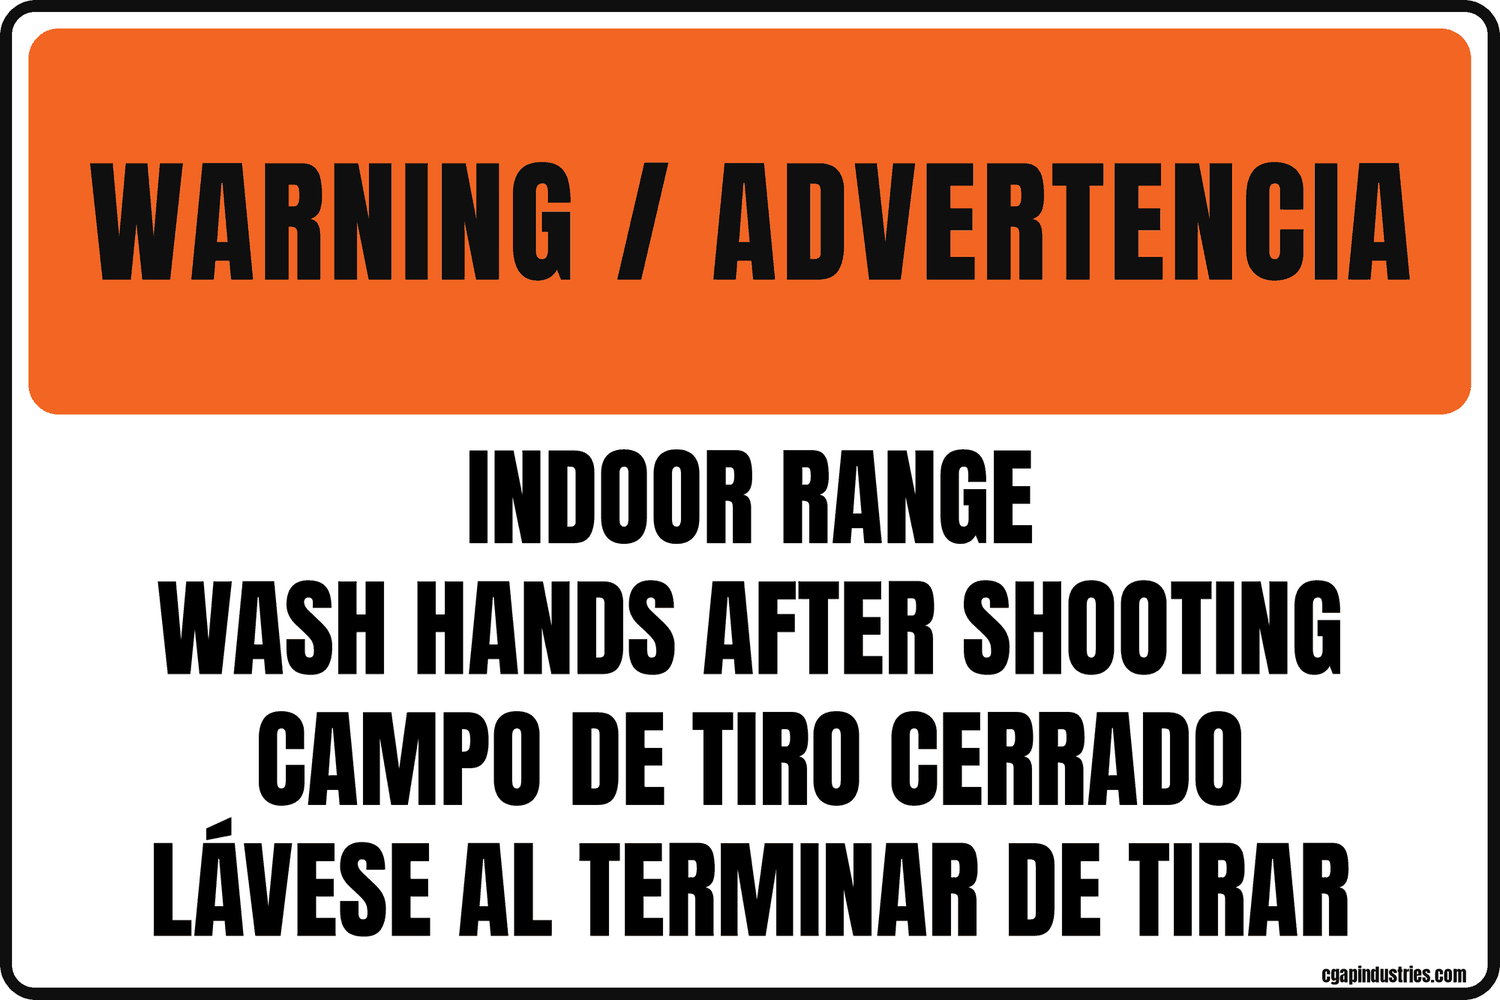 WARNING / ADVERTENCIA
INDOOR RANGE
WASH HANDS AFTER SHOOTING
CAMPO DE TIRO CERRADO
LÁVESE AL TERMINAR DE TIRAR
cgapindustries.com